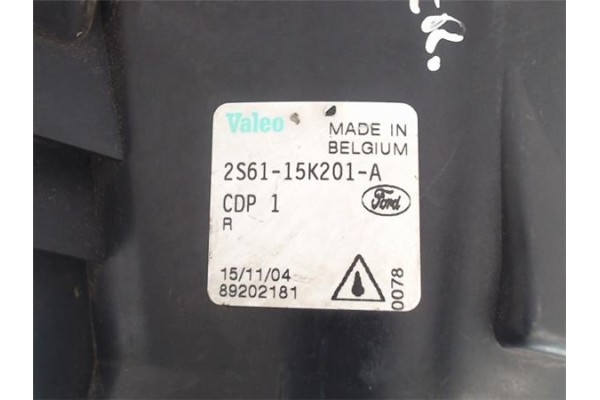 Valeo
MADE IN
BELGIUM
2S61-15K201-A
CDP 1
Ford
R
15/11/04
89202181
0078